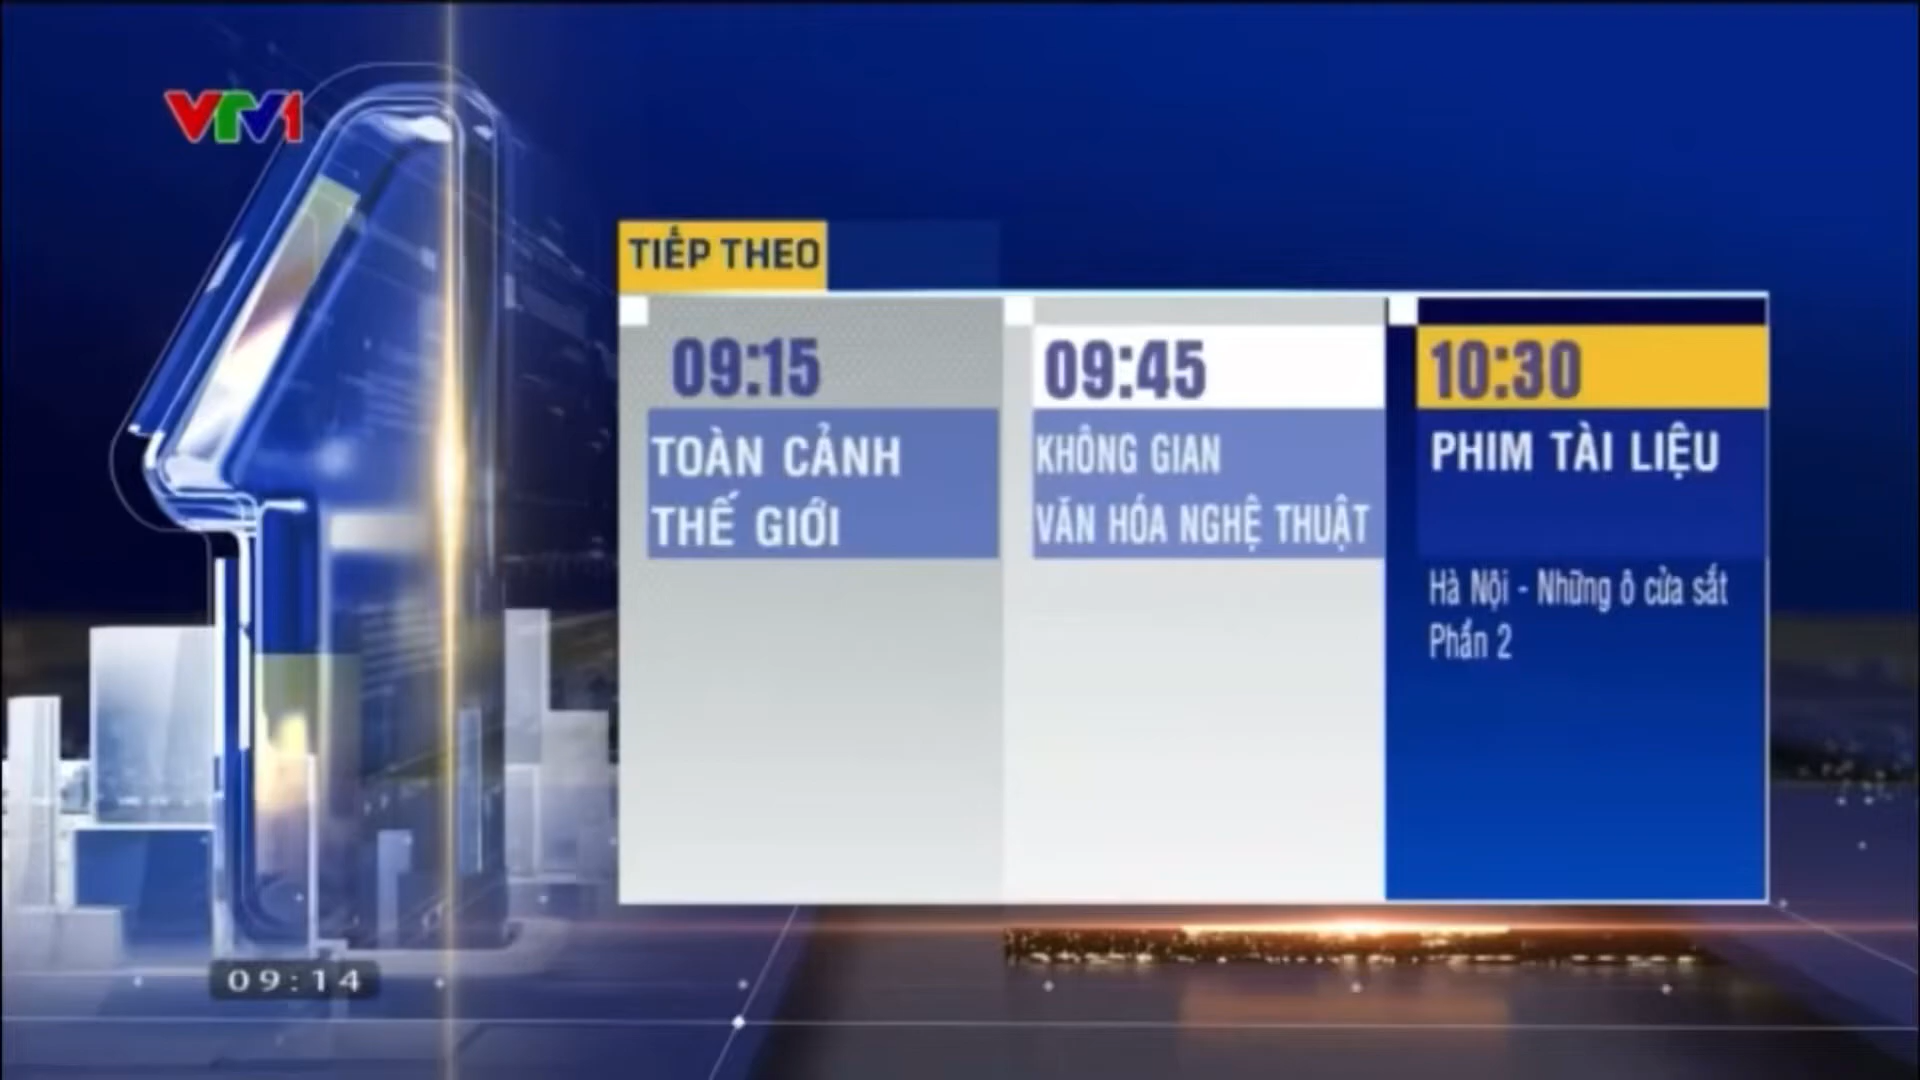 VTV1
TIẾP THEO
09:15
TOÀN CẢNH
THẾ GIỚI
09:45
KHÔNG GIAN
VĂN HÓA NGHỆ THUẬT
10:30
PHIM TÀI LIỆU
Hà Nội - Những ô cửa sắt
Phần 2
09:14